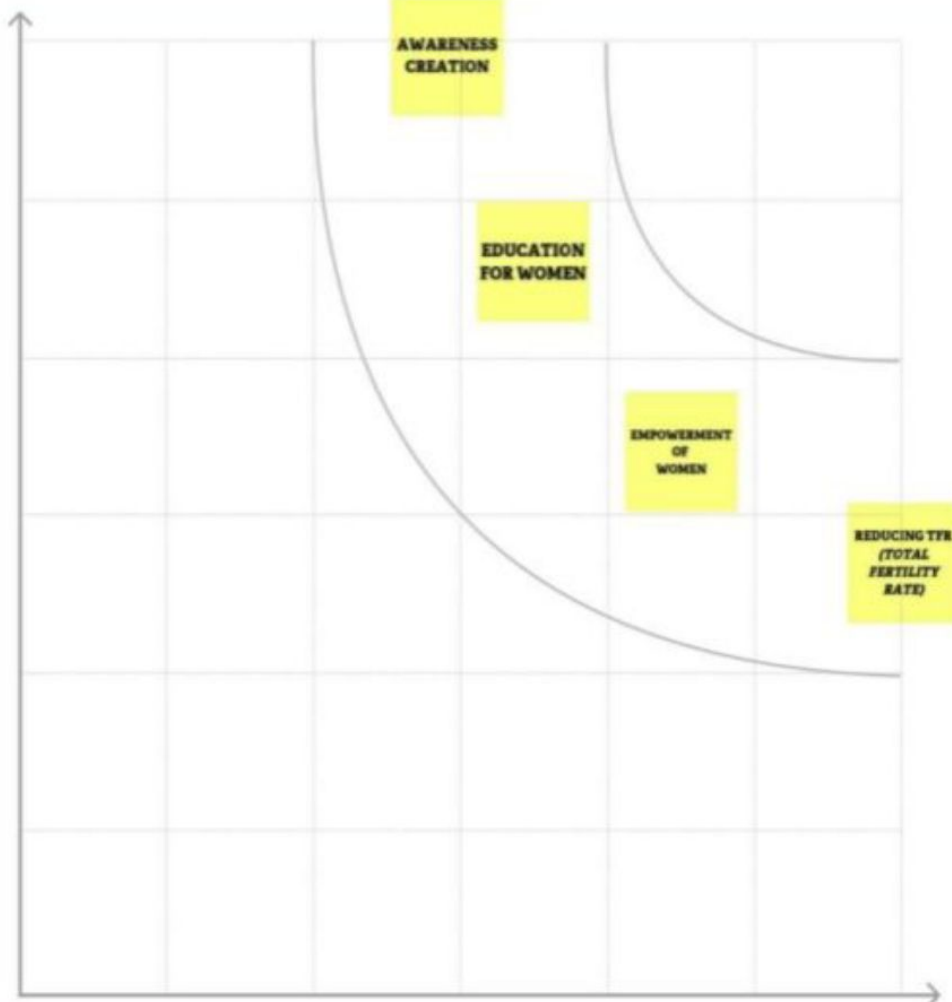 AWARENESS
CREATION
EDUCATION
FOR WOMEN
EMPOWERMENT
OF
WOMEN
REDUCING TFR
(TOTAL
FERTILITY
RATE)